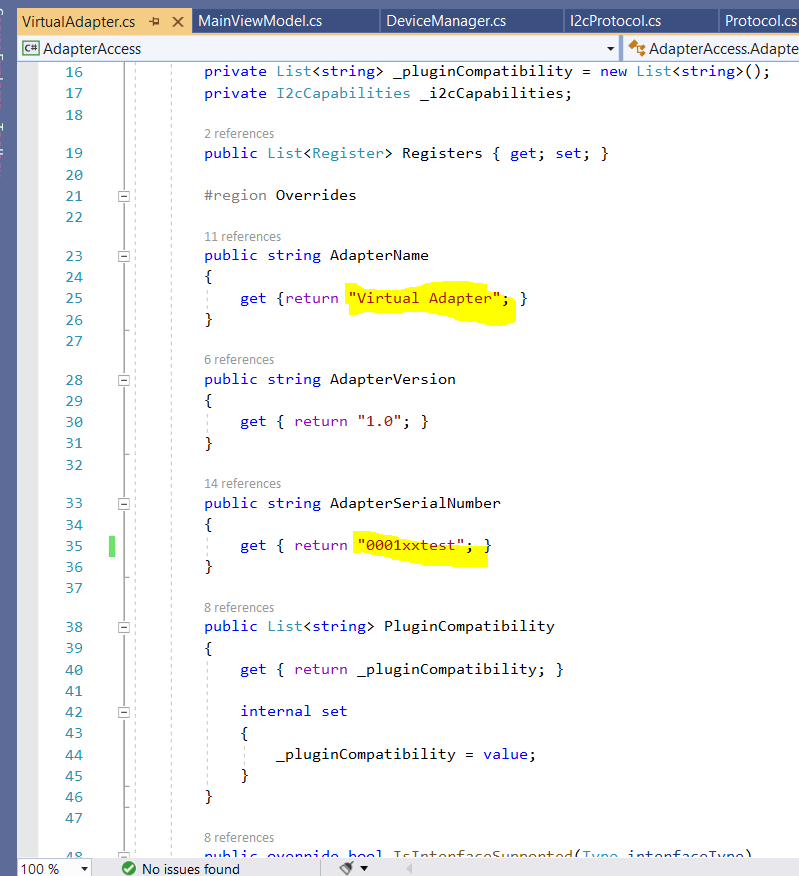 VirtualAdapter.cs MainViewModel.cs DeviceManager.cs I2cProtocol.cs Protocol.cs
C# AdapterAccess AdapterAccess.Adapte
16 private List<string> _pluginCompatibility = new List<string>();
17 private I2cCapabilities _i2cCapabilities;
18
2 references
19 public List<Register> Registers { get; set; }
20
21 #region Overrides
22
11 references
23 public string AdapterName
24 {
25 get {return "Virtual Adapter"; }
26 }
27
6 references
28 public string AdapterVersion
29 {
30 get { return "1.0"; }
31 }
32
14 references
33 public string AdapterSerialNumber
34 {
35 get { return "0001xxtest"; }
36 }
37
8 references
38 public List<string> PluginCompatibility
39 {
40 get { return _pluginCompatibility; }
41
42 internal set
43 {
44 _pluginCompatibility = value;
45 }
46 }
47
8 references
48 public override bool IsInterfaceSupported(Type interfaceType)
100 % No issues found